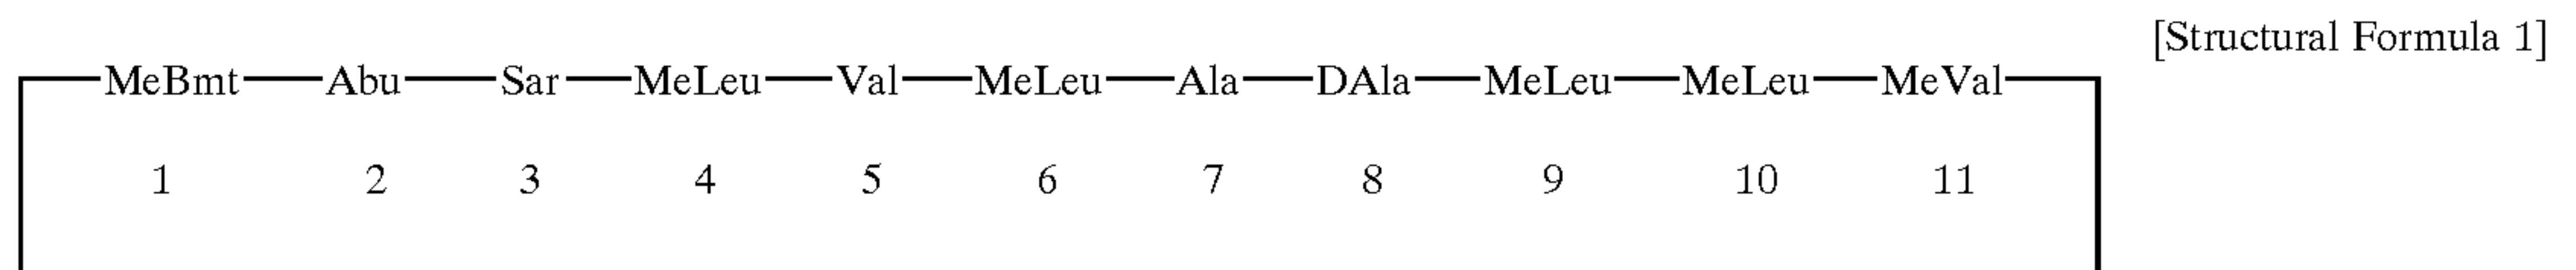 [Structural Formula 1]
MeBmt Abu Sar MeLeu Val MeLeu Ala DAla MeLeu MeLeu MeVal
1 2 3 4 5 6 7 8 9 10 11